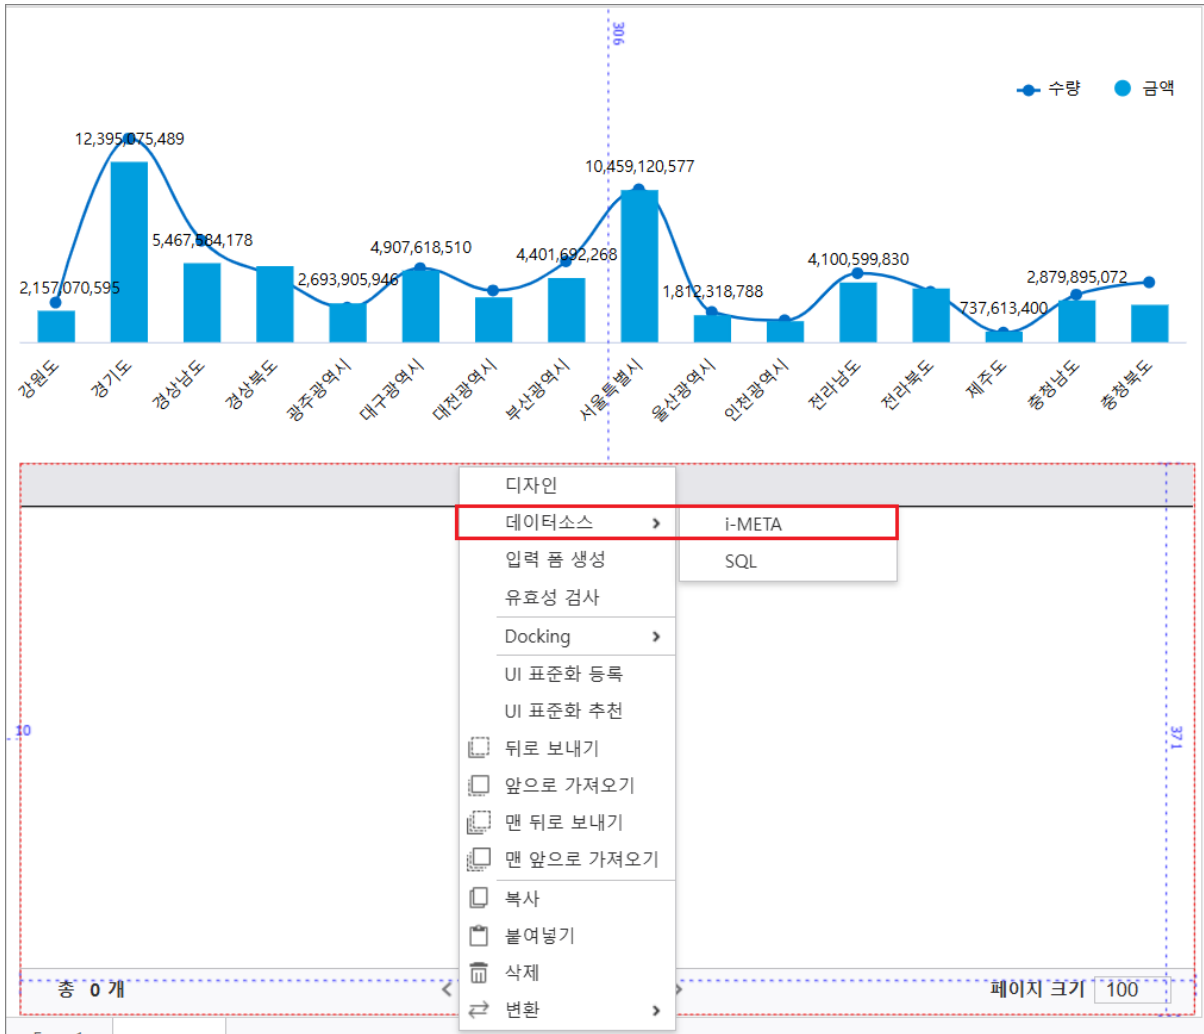 306
수량 금액
12,395,075,489
10,459,120,577
5,467,584,178
4,907,618,510
4,401,692,268
4,100,599,830
2,693,905,946
2,879,895,072
2,157,070,595
1,812,318,788
737,613,400
강원도 경기도 경상남도 경상북도 광주광역시 대구광역시 대전광역시 부산광역시 서울특별시 울산광역시 인천광역시 전라남도 전라북도 제주도 충청남도 충청북도
디자인
데이터소스
i-META
입력 폼 생성
SQL
유효성 검사
Docking
UI 표준화 등록
UI 표준화 추천
10
371
뒤로 보내기
앞으로 가져오기
맨 뒤로 보내기
맨 앞으로 가져오기
복사
붙여넣기
삭제
총 0 개
페이지 크기 100
변환